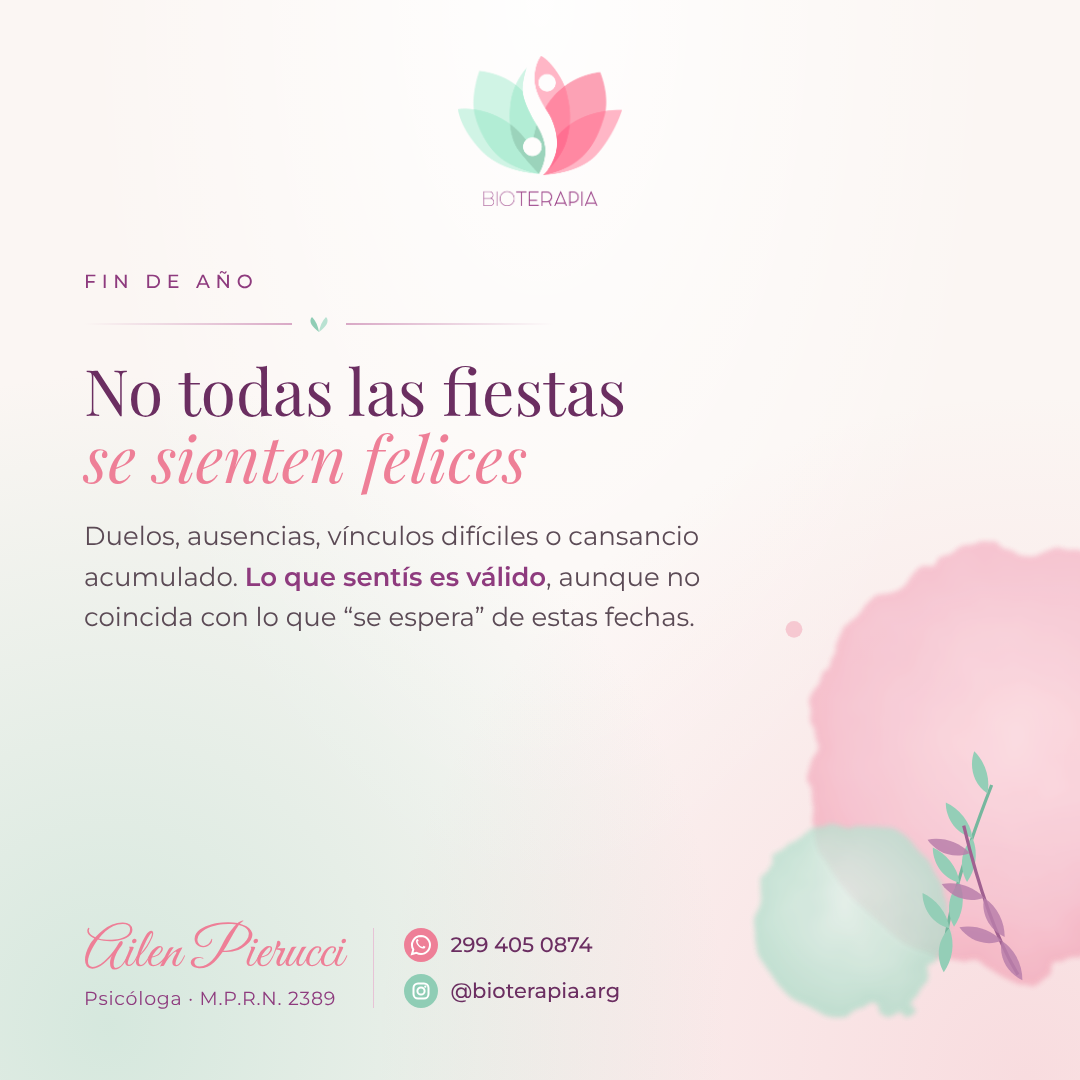 BIOTERAPIA
FIN DE AÑO
No todas las fiestas
se sienten felices
Duelos, ausencias, vínculos difíciles o cansancio
acumulado. Lo que sentís es válido, aunque no
coincida con lo que “se espera” de estas fechas.
Ailen Pierucci
Psicóloga · M.P.R.N. 2389
299 405 0874
@bioterapia.arg